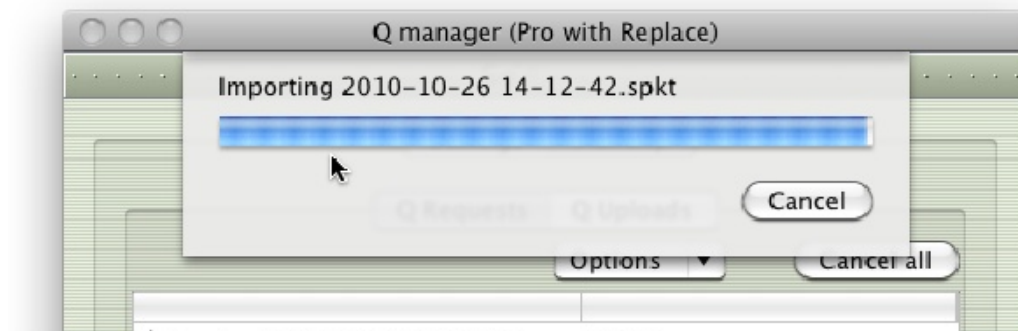 Q manager (Pro with Replace)
Importing 2010-10-26 14-12-42.spkt
Cancel
Q Requests Q Uploads
Options Cancel all